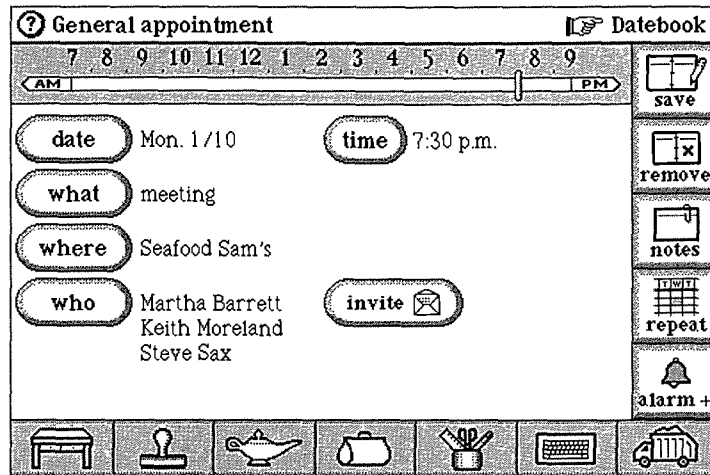 ? General appointment Datebook
7 8 9 10 11 12 1 2 3 4 5 6 7 8 9
AM PM
save
date Mon. 1/10 time 7:30 p.m.
remove
what meeting
where Seafood Sam's
notes
who Martha Barrett invite
Keith Moreland
Steve Sax
T W T
repeat
alarm +